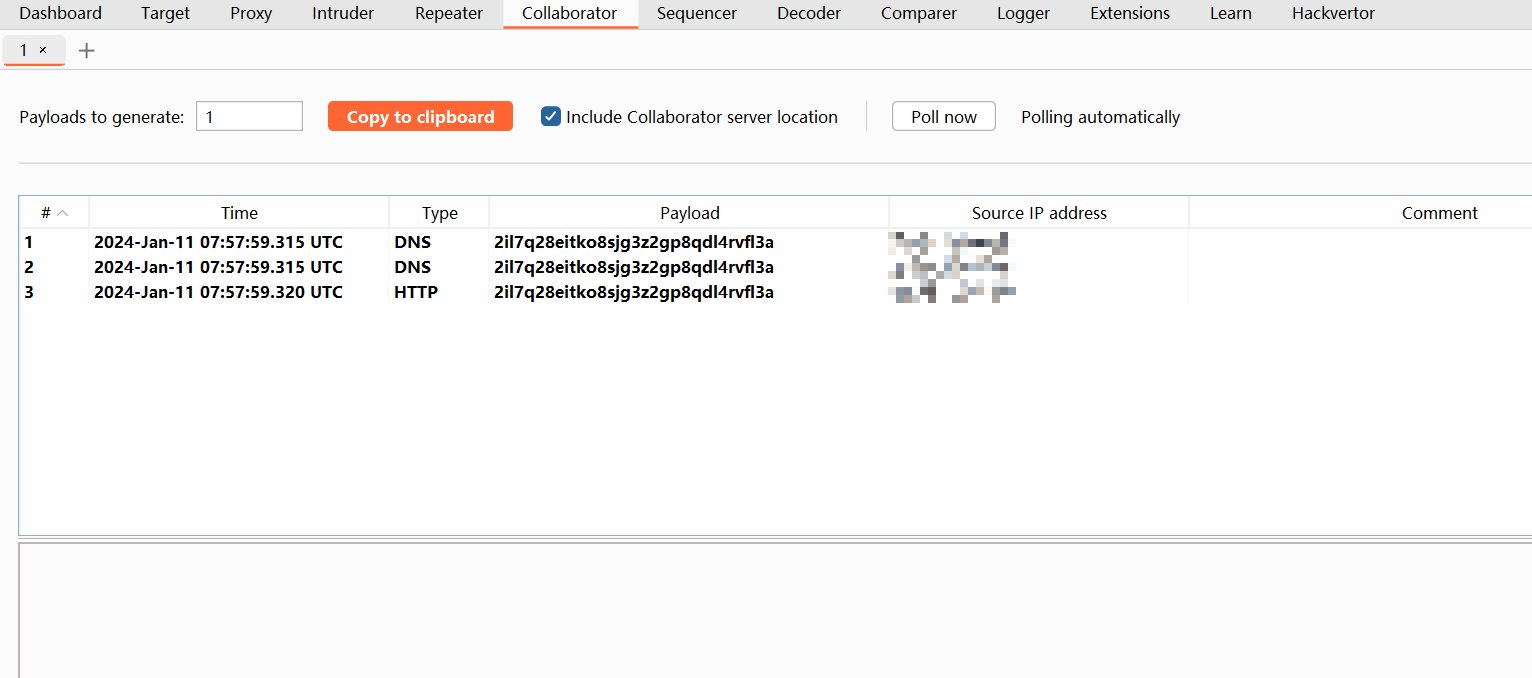 Dashboard Target Proxy Intruder Repeater Collaborator Sequencer Decoder Comparer Logger Extensions Learn Hackvertor
1 × +
Payloads to generate: 1 Copy to clipboard Include Collaborator server location Poll now Polling automatically
# Time Type Payload Source IP address Comment
1 2024-Jan-11 07:57:59.315 UTC DNS 2il7q28eitko8sjg3z2gp8qdl4rvfl3a
2 2024-Jan-11 07:57:59.315 UTC DNS 2il7q28eitko8sjg3z2gp8qdl4rvfl3a
3 2024-Jan-11 07:57:59.320 UTC HTTP 2il7q28eitko8sjg3z2gp8qdl4rvfl3a